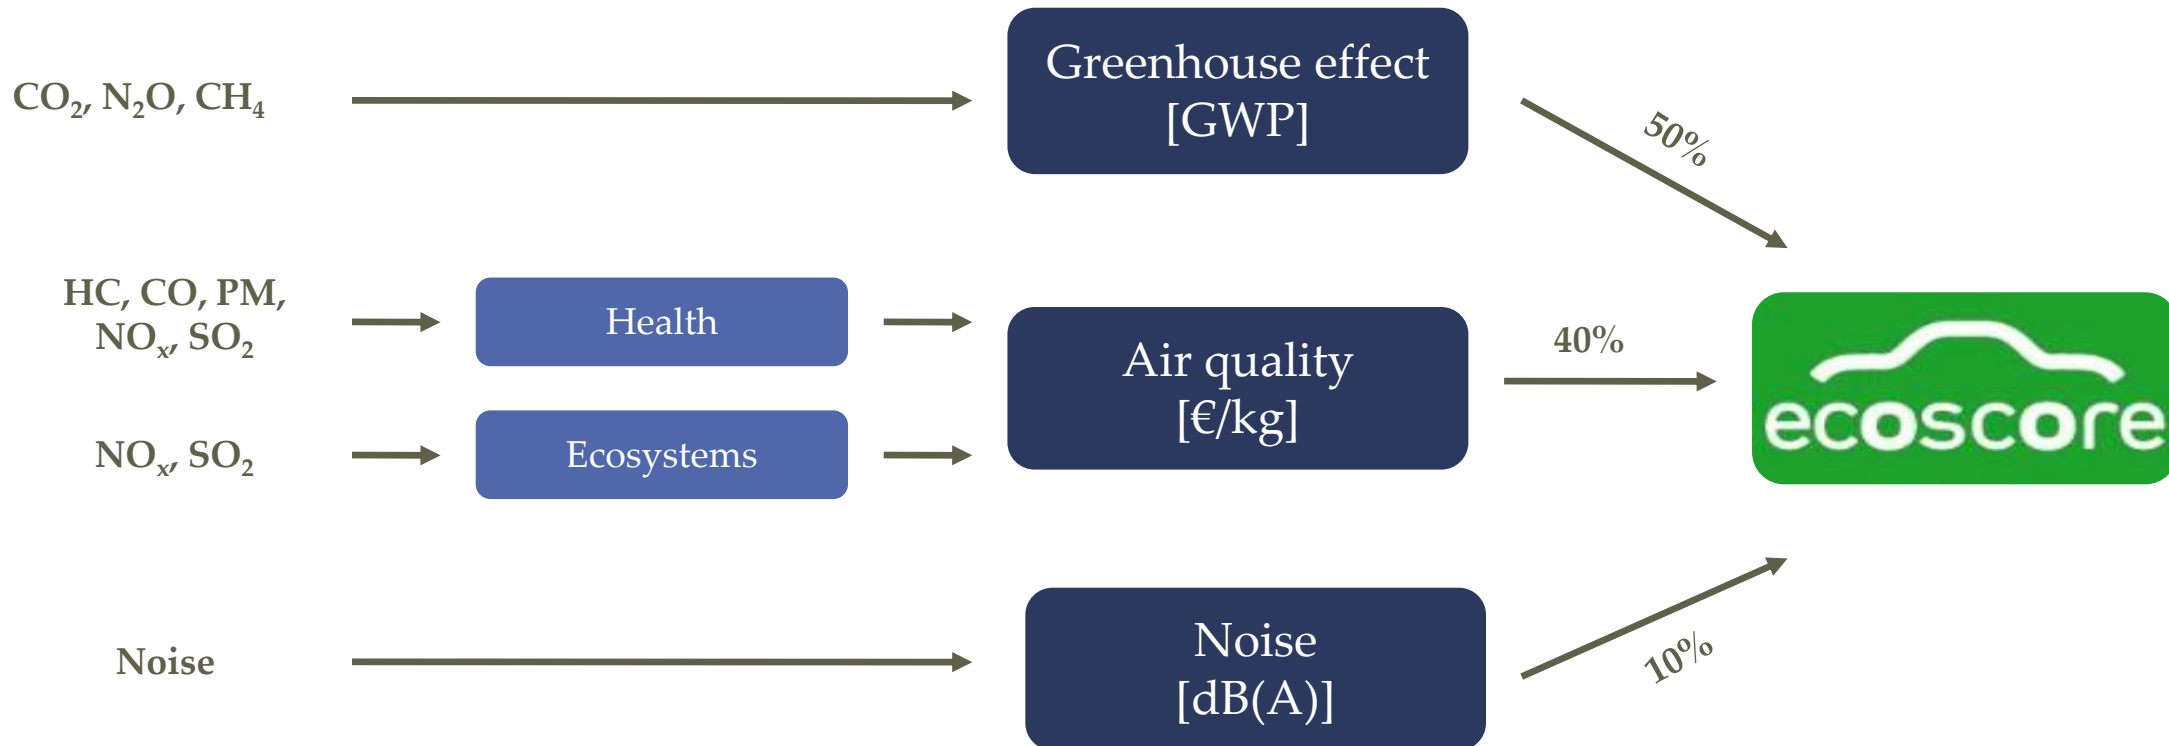 CO₂, N₂O, CH₄
Greenhouse effect
[GWP]
50%
HC, CO, PM,
NOₓ, SO₂
Health
Air quality
[€/kg]
40%
ecoscore
NOₓ, SO₂
Ecosystems
Noise
Noise
[dB(A)]
10%